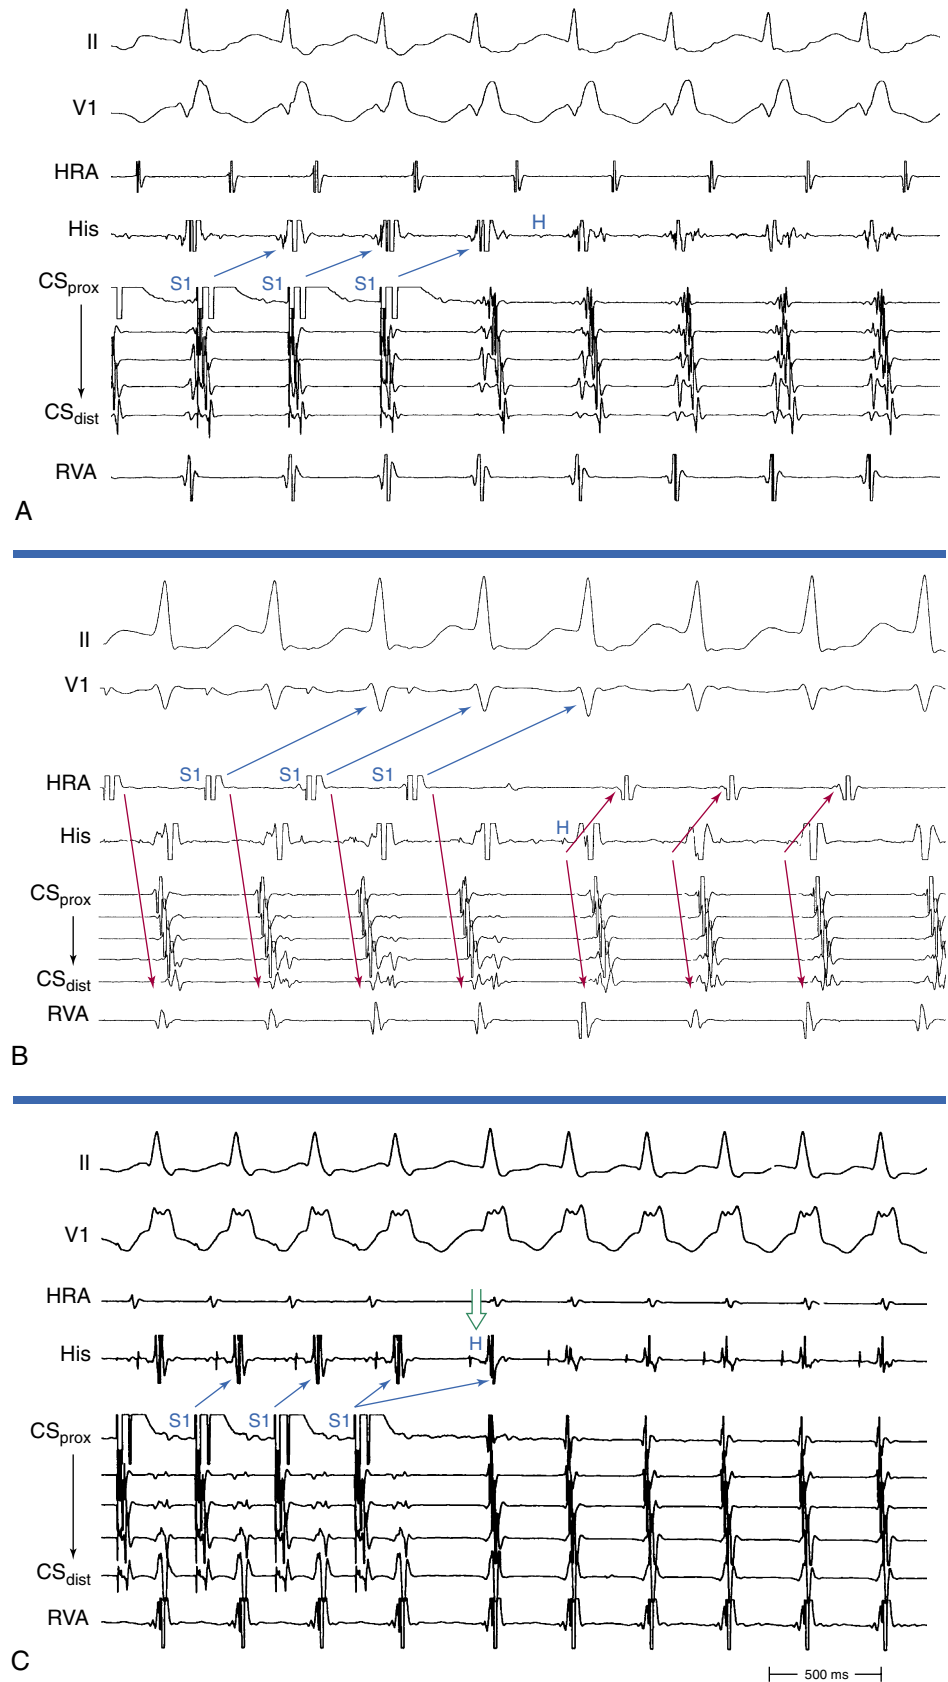 II
V1
HRA
His
H
CSprox
S1 S1 S1
CSdist
RVA
A
II
V1
HRA
S1 S1 S1
His
H
CSprox
CSdist
RVA
B
II
V1
HRA
His
H
CSprox
S1 S1 S1
CSdist
RVA
C
500 ms